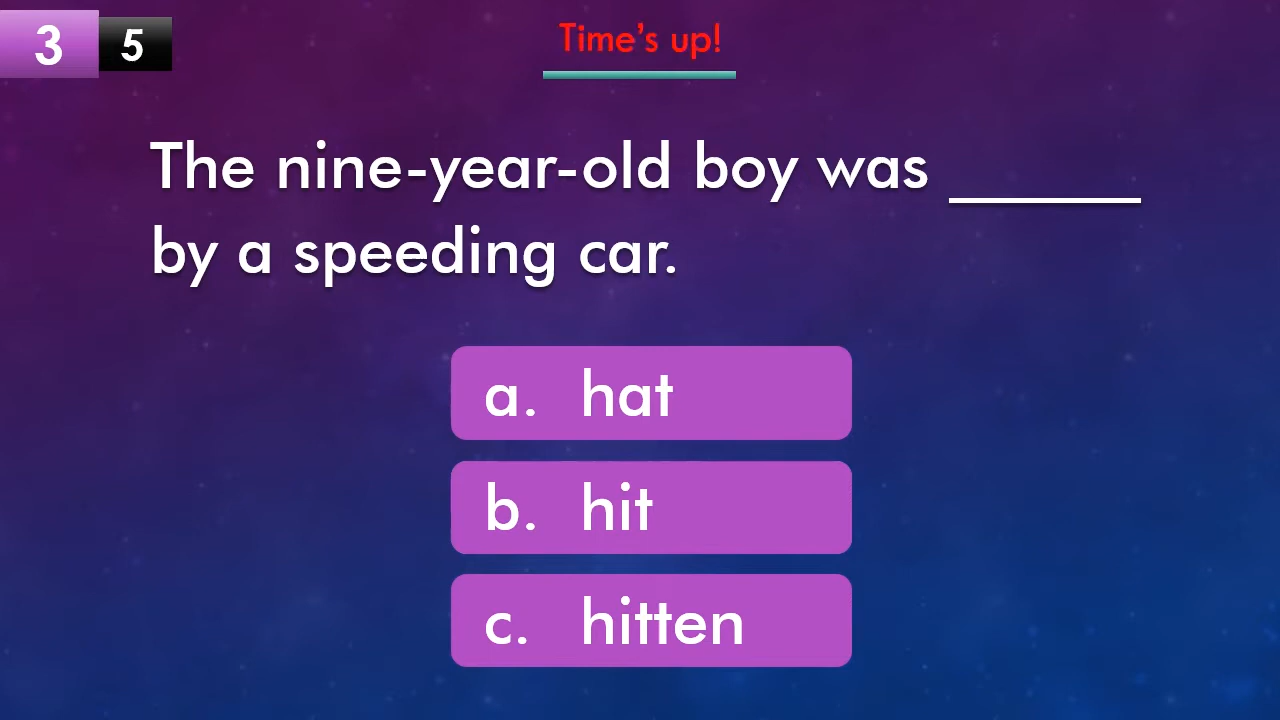 3 5
Time's up!
The nine-year-old boy was ______
by a speeding car.
a. hat
b. hit
c. hitten